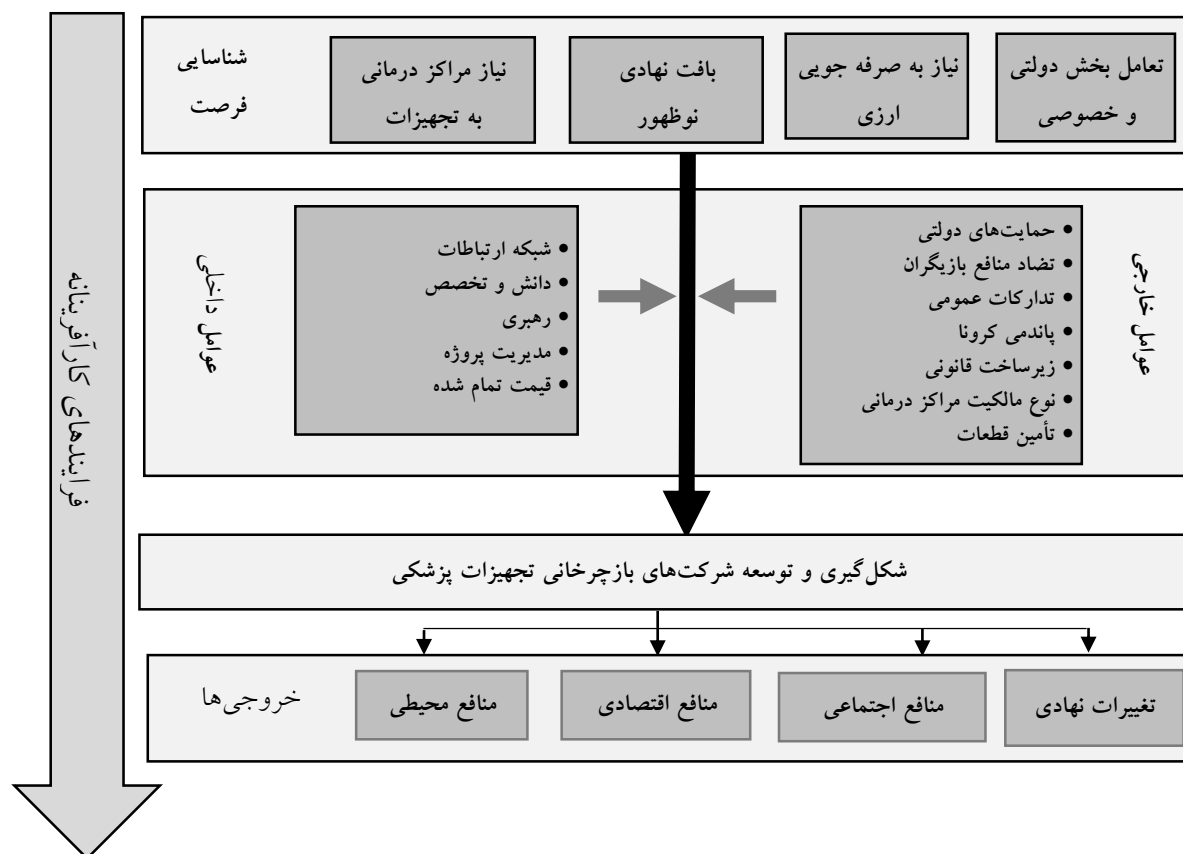 شناسایی
فرصت
تعامل بخش دولتی
و خصوصی
نیاز به صرفه جویی
ارزی
بافت نهادی
نوظهور
نیاز مراکز درمانی
به تجهیزات
عوامل خارجی
• حمایت‌های دولتی
• تضاد منافع بازیگران
• تدارکات عمومی
• پاندمی کرونا
• زیرساخت قانونی
• نوع مالکیت مراکز درمانی
• تأمین قطعات
• شبکه ارتباطات
• دانش و تخصص
• رهبری
• مدیریت پروژه
• قیمت تمام شده
عوامل داخلی
شکل‌گیری و توسعه شرکت‌های بازچرخانی تجهیزات پزشکی
خروجی‌ها
تغییرات نهادی
منافع اجتماعی
منافع اقتصادی
منافع محیطی
فرایندهای کارآفرینانه